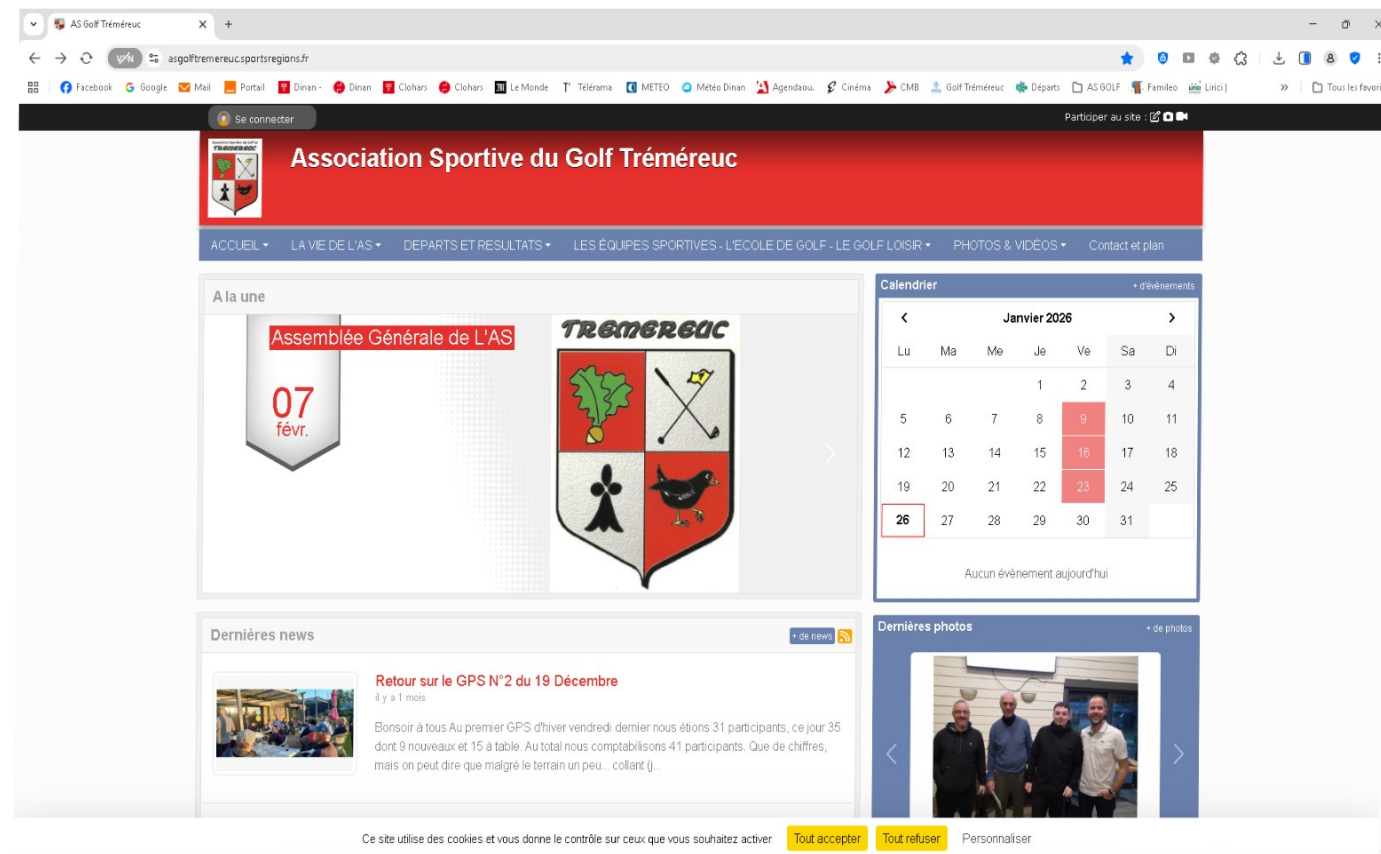 AS Golf Tréméreuc
asgolftremereuc.sportsregions.fr
Facebook Google Mail Portail Dinan - Dinan Clohars Clohars Le Monde Télérama METEO Météo Dinan Agendaou. Cinéma CMB Golf Tréméreuc Départs AS GOLF Famileo Lirici | » Tous les favori
Se connecter
Participer au site :
Association Sportive du Golf Tréméreuc
TREMEREUC
ACCUEIL LA VIE DE L'AS DEPARTS ET RESULTATS LES ÉQUIPES SPORTIVES - L'ECOLE DE GOLF - LE GOLF LOISIR PHOTOS & VIDÉOS Contact et plan
A la une
Assemblée Générale de L'AS
07
févr.
TREMEREUC
Calendrier + d'évènements
Janvier 2026
Lu Ma Me Je Ve Sa Di
1 2 3 4
5 6 7 8 9 10 11
12 13 14 15 16 17 18
19 20 21 22 23 24 25
26 27 28 29 30 31
Aucun évènement aujourd'hui
Dernières news + de news
Retour sur le GPS N°2 du 19 Décembre
il y a 1 mois
Bonsoir à tous Au premier GPS d'hiver vendredi dernier nous étions 31 participants, ce jour 35
dont 9 nouveaux et 15 à table. Au total nous comptabilisons 41 participants. Que de chiffres,
mais on peut dire que malgré le terrain un peu... collant (j...
Dernières photos + de photos
Ce site utilise des cookies et vous donne le contrôle sur ceux que vous souhaitez activer Tout accepter Tout refuser Personnaliser